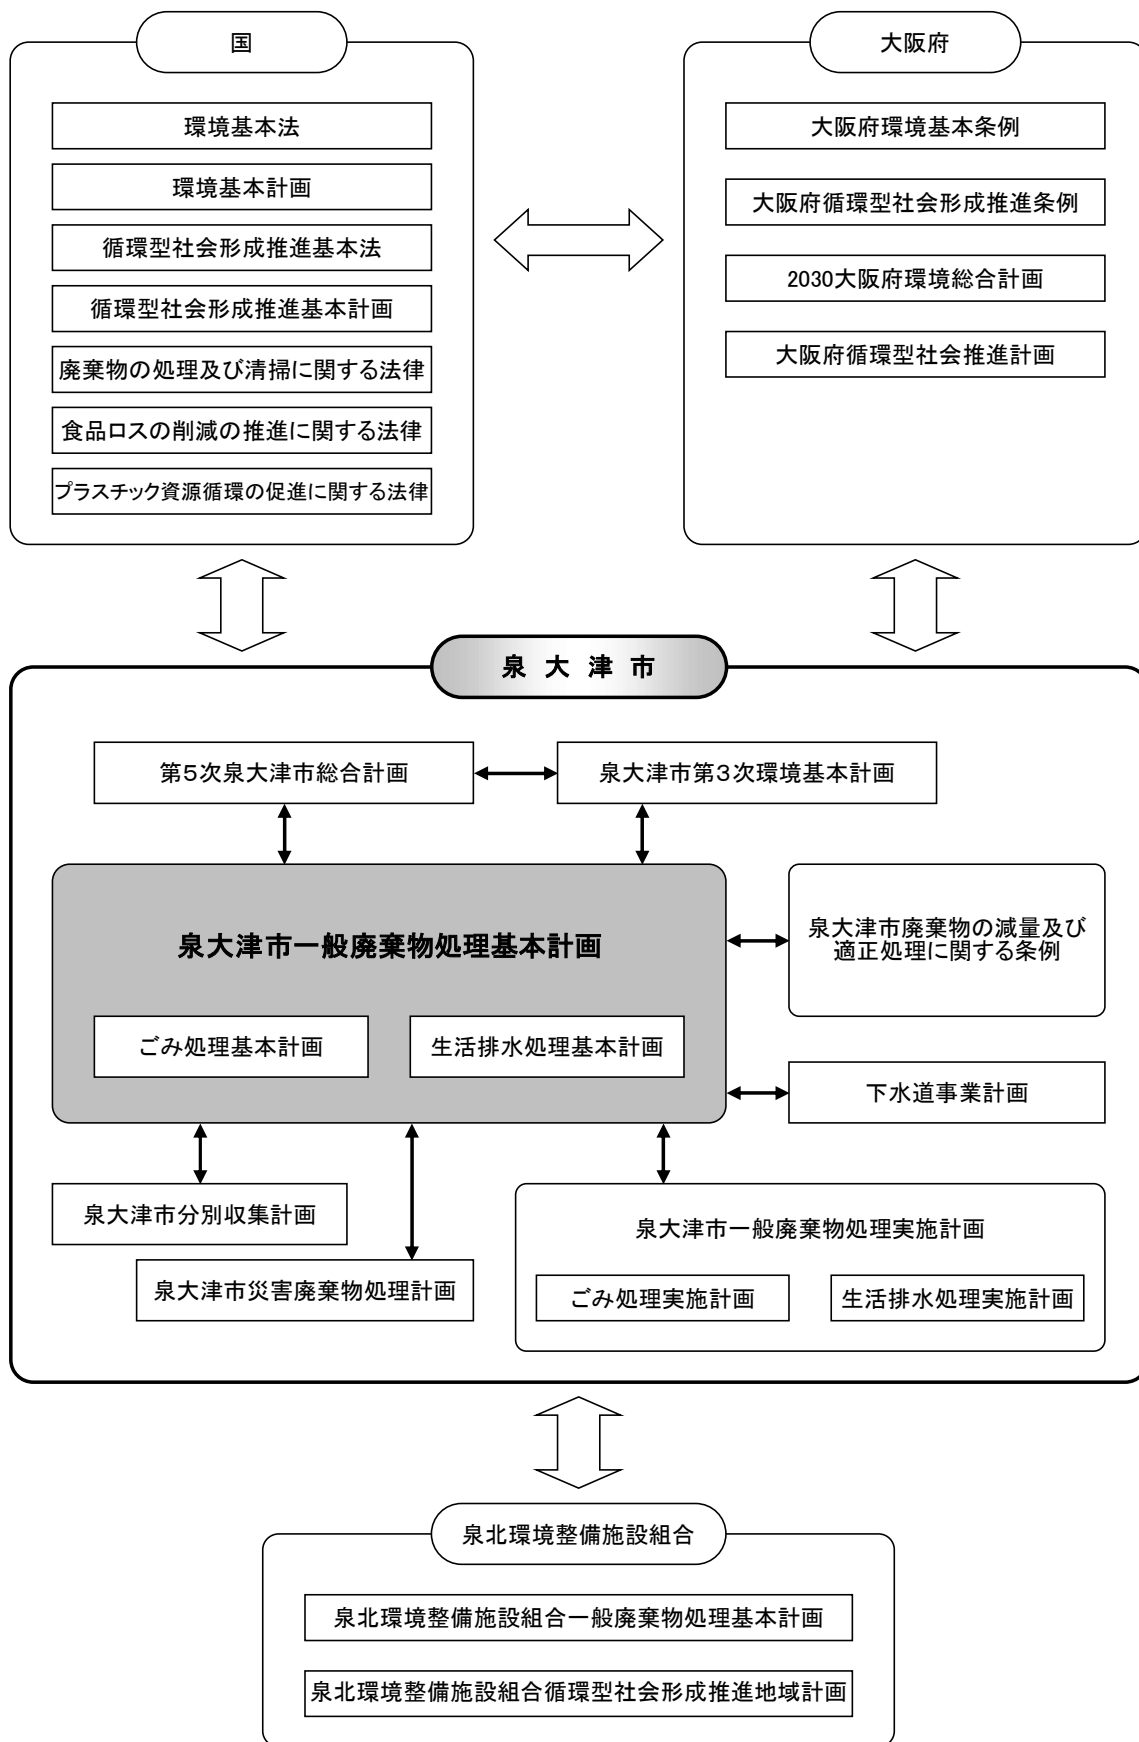 国
環境基本法
環境基本計画
循環型社会形成推進基本法
循環型社会形成推進基本計画
廃棄物の処理及び清掃に関する法律
食品ロスの削減の推進に関する法律
プラスチック資源循環の促進に関する法律
大阪府
大阪府環境基本条例
大阪府循環型社会形成推進条例
2030大阪府環境総合計画
大阪府循環型社会推進計画
泉大津市
第5次泉大津市総合計画
泉大津市第3次環境基本計画
泉大津市一般廃棄物処理基本計画
ごみ処理基本計画
生活排水処理基本計画
泉大津市廃棄物の減量及び
適正処理に関する条例
下水道事業計画
泉大津市分別収集計画
泉大津市災害廃棄物処理計画
泉大津市一般廃棄物処理実施計画
ごみ処理実施計画
生活排水処理実施計画
泉北環境整備施設組合
泉北環境整備施設組合一般廃棄物処理基本計画
泉北環境整備施設組合循環型社会形成推進地域計画